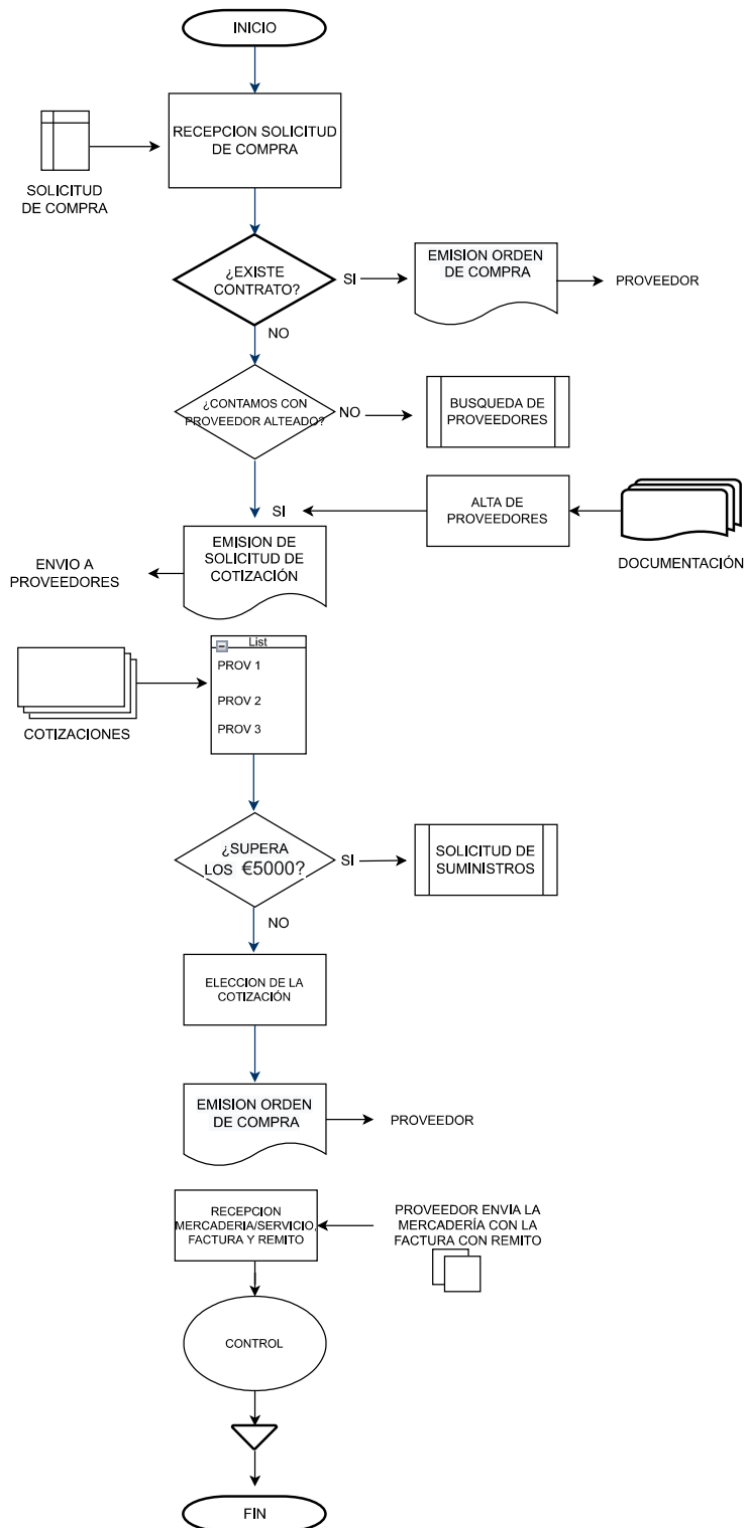 INICIO
RECEPCION SOLICITUD
DE COMPRA
SOLICITUD
DE COMPRA
¿EXISTE
CONTRATO?
SI
EMISION ORDEN
DE COMPRA
PROVEEDOR
NO
¿CONTAMOS CON
PROVEEDOR ALTEADO?
NO
BUSQUEDA DE
PROVEEDORES
SI
ALTA DE
PROVEEDORES
DOCUMENTACIÓN
EMISION DE
SOLICITUD DE
COTIZACIÓN
ENVIO A
PROVEEDORES
List
PROV 1
PROV 2
PROV 3
COTIZACIONES
¿SUPERA
LOS €5000?
SI
SOLICITUD DE
SUMINISTROS
NO
ELECCION DE LA
COTIZACIÓN
EMISION ORDEN
DE COMPRA
PROVEEDOR
RECEPCION
MERCADERIA/SERVICIO,
FACTURA Y REMITO
PROVEEDOR ENVIA LA
MERCADERÍA CON LA
FACTURA CON REMITO
CONTROL
FIN